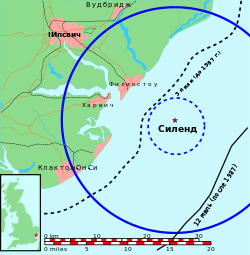 Вудбридж
Ипсвич
Филикстоу
3 мили (до 1987 г.)
Харвич
Силенд
Клактон Он Си
12 миль (после 1987)
0 km 10 20 30
0 miles 5 10 15 20